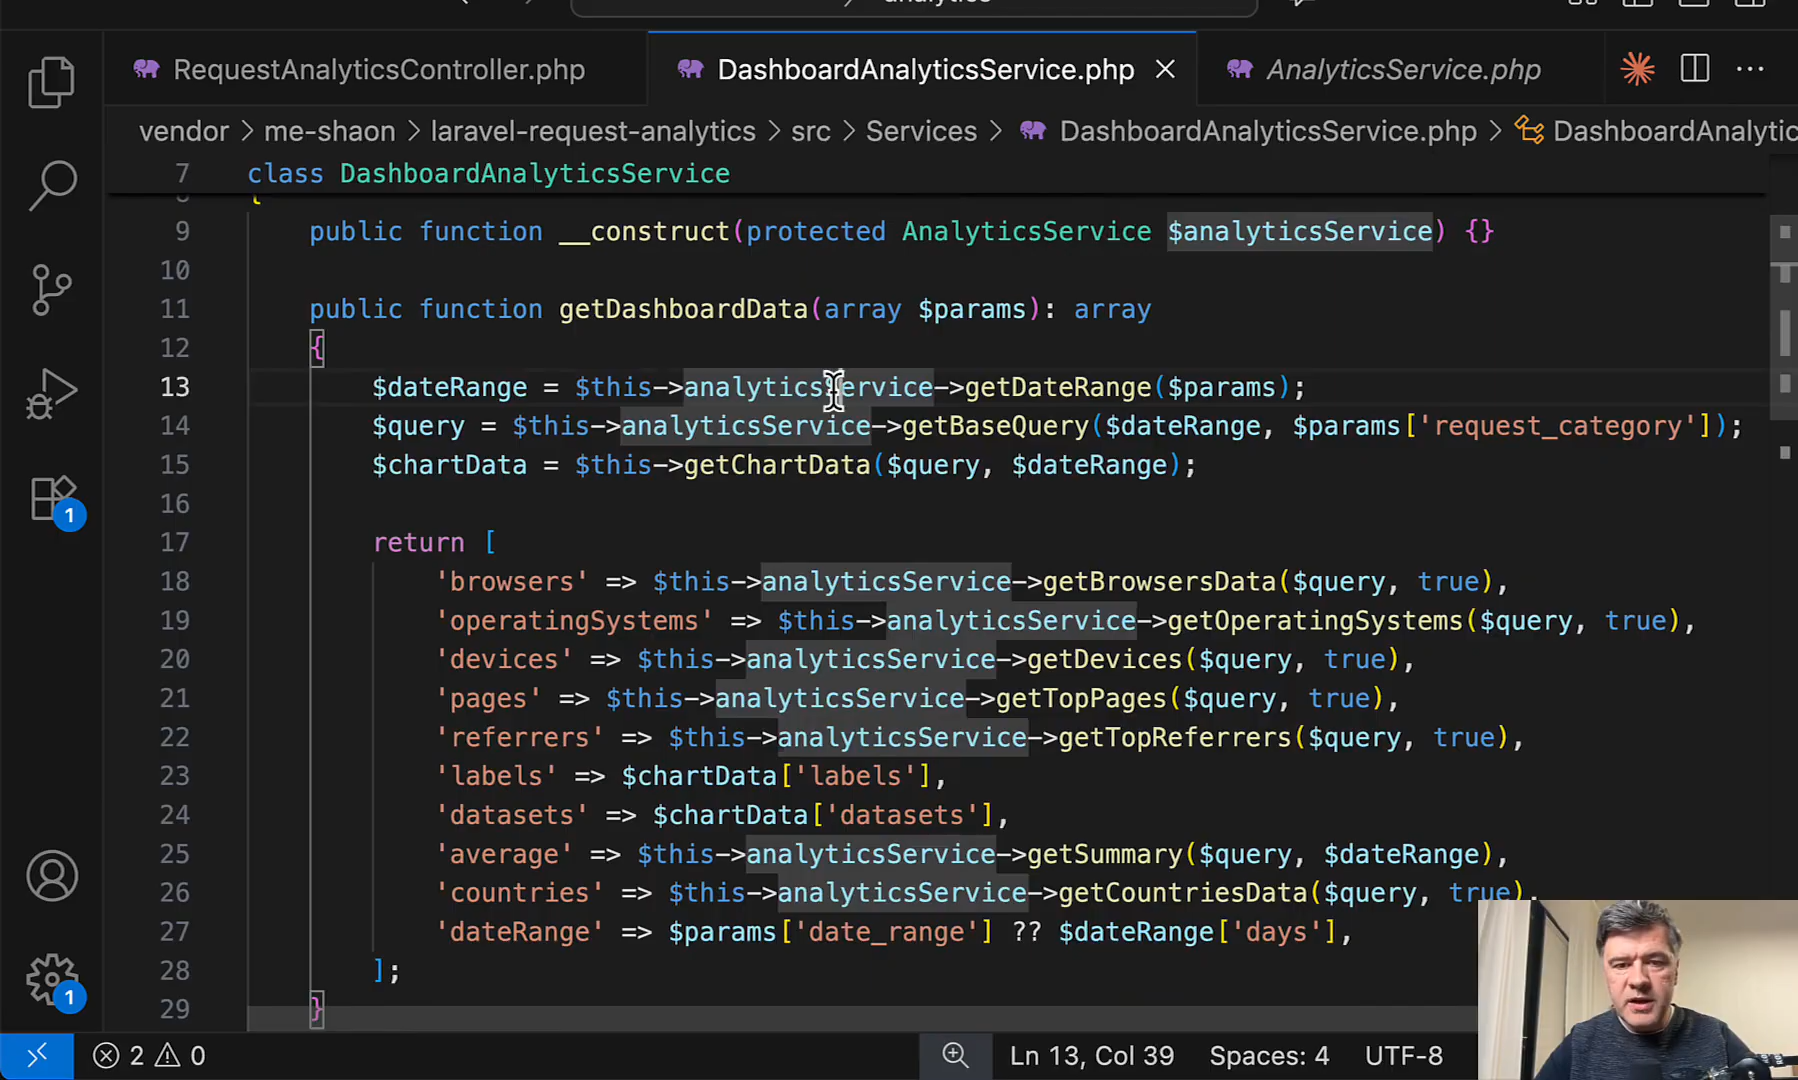 RequestAnalyticsController.php
DashboardAnalyticsService.php
AnalyticsService.php
vendor > me-shaon > laravel-request-analytics > src > Services > DashboardAnalyticsService.php > DashboardAnalytic
7 class DashboardAnalyticsService
{
9 public function __construct(protected AnalyticsService $analyticsService) {}
10
11 public function getDashboardData(array $params): array
12 {
13 $dateRange = $this->analyticsService->getDateRange($params);
14 $query = $this->analyticsService->getBaseQuery($dateRange, $params['request_category']);
15 $chartData = $this->getChartData($query, $dateRange);
16
17 return [
18 'browsers' => $this->analyticsService->getBrowsersData($query, true),
19 'operatingSystems' => $this->analyticsService->getOperatingSystems($query, true),
20 'devices' => $this->analyticsService->getDevices($query, true),
21 'pages' => $this->analyticsService->getTopPages($query, true),
22 'referrers' => $this->analyticsService->getTopReferrers($query, true),
23 'labels' => $chartData['labels'],
24 'datasets' => $chartData['datasets'],
25 'average' => $this->analyticsService->getSummary($query, $dateRange),
26 'countries' => $this->analyticsService->getCountriesData($query, true),
27 'dateRange' => $params['date_range'] ?? $dateRange['days'],
28 ];
29 }
1
1
2 0
Ln 13, Col 39
Spaces: 4
UTF-8